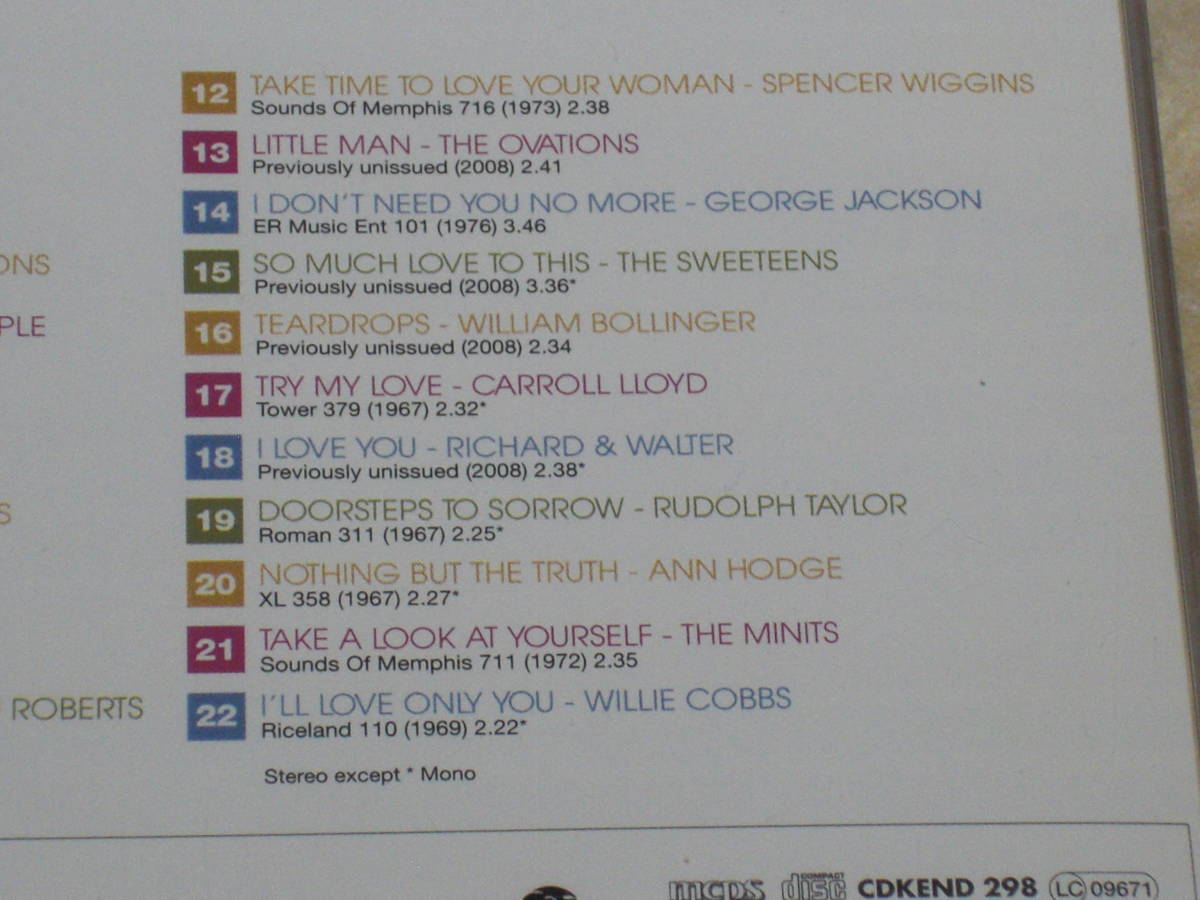 12 TAKE TIME TO LOVE YOUR WOMAN - SPENCER WIGGINS
Sounds Of Memphis 716 (1973) 2.38
13 LITTLE MAN - THE OVATIONS
Previously unissued (2008) 2.41
14 I DON'T NEED YOU NO MORE - GEORGE JACKSON
ER Music Ent 101 (1976) 3.46
ONS
15 SO MUCH LOVE TO THIS - THE SWEETEENS
Previously unissued (2008) 3.36*
PLE
16 TEARDROPS - WILLIAM BOLLINGER
Previously unissued (2008) 2.34
17 TRY MY LOVE - CARROLL LLOYD
Tower 379 (1967) 2.32*
18 I LOVE YOU - RICHARD & WALTER
Previously unissued (2008) 2.38*
S
19 DOORSTEPS TO SORROW - RUDOLPH TAYLOR
Roman 311 (1967) 2.25*
20 NOTHING BUT THE TRUTH - ANN HODGE
XL 358 (1967) 2.27*
21 TAKE A LOOK AT YOURSELF - THE MINITS
Sounds Of Memphis 711 (1972) 2.35
ROBERTS
22 I'LL LOVE ONLY YOU - WILLIE COBBS
Riceland 110 (1969) 2.22*
Stereo except * Mono
mcps COMPACT disc CDKEND 298 LC 09671